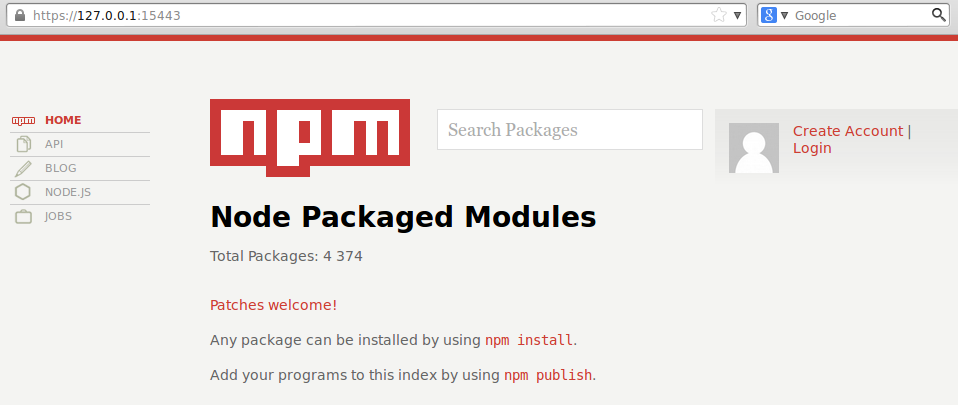 https://127.0.0.1:15443
Google
HOME
API
BLOG
NODE.JS
JOBS
npm
Search Packages
Create Account |
Login
Node Packaged Modules
Total Packages: 4 374
Patches welcome!
Any package can be installed by using npm install.
Add your programs to this index by using npm publish.